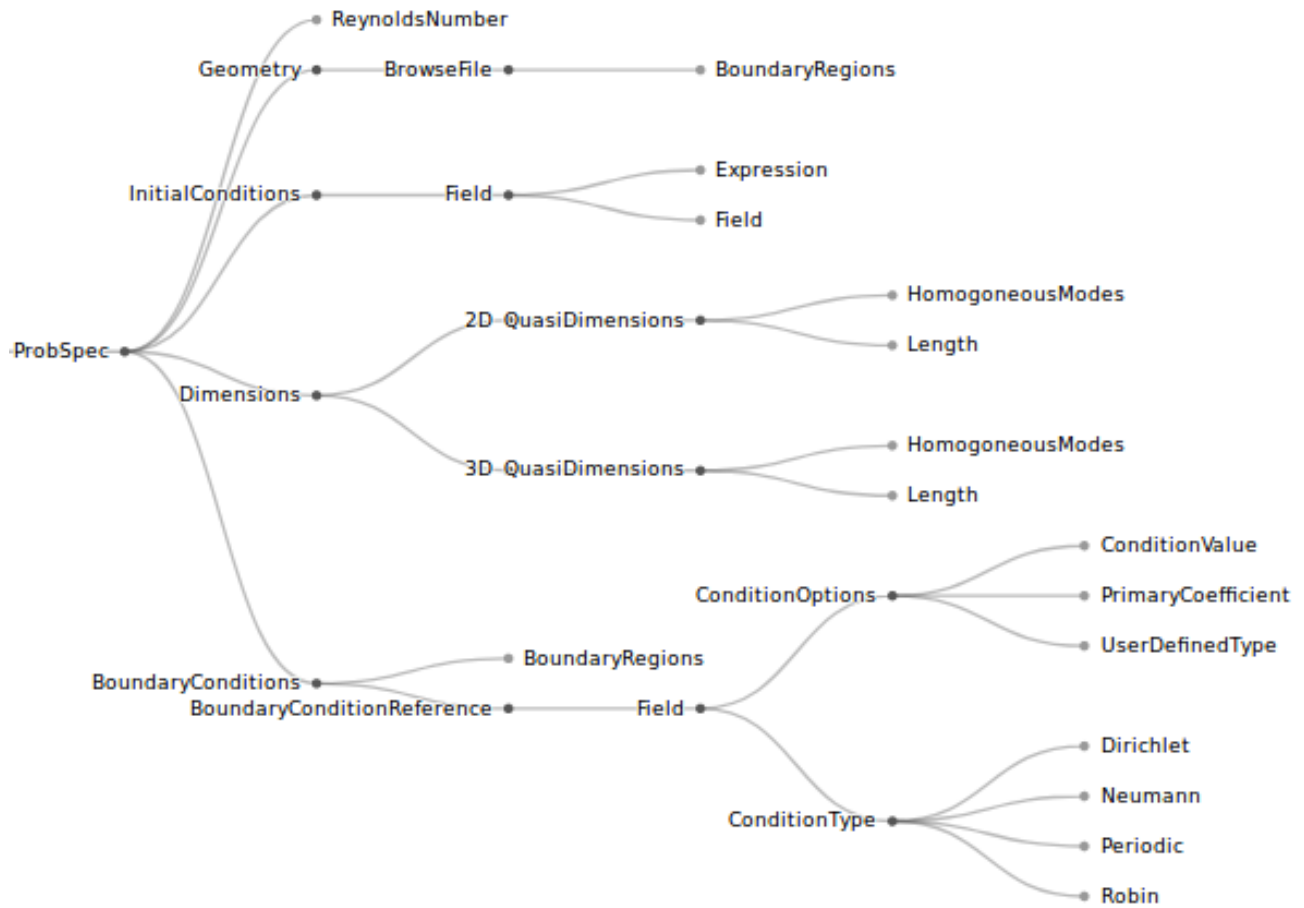 ReynoldsNumber
Geometry
BrowseFile
BoundaryRegions
Expression
InitialConditions
Field
Field
HomogoneousModes
2D QuasiDimensions
Length
ProbSpec
Dimensions
HomogoneousModes
3D QuasiDimensions
Length
ConditionValue
ConditionOptions
PrimaryCoefficient
UserDefinedType
BoundaryRegions
BoundaryConditions
BoundaryConditionReference
Field
Dirichlet
Neumann
ConditionType
Periodic
Robin